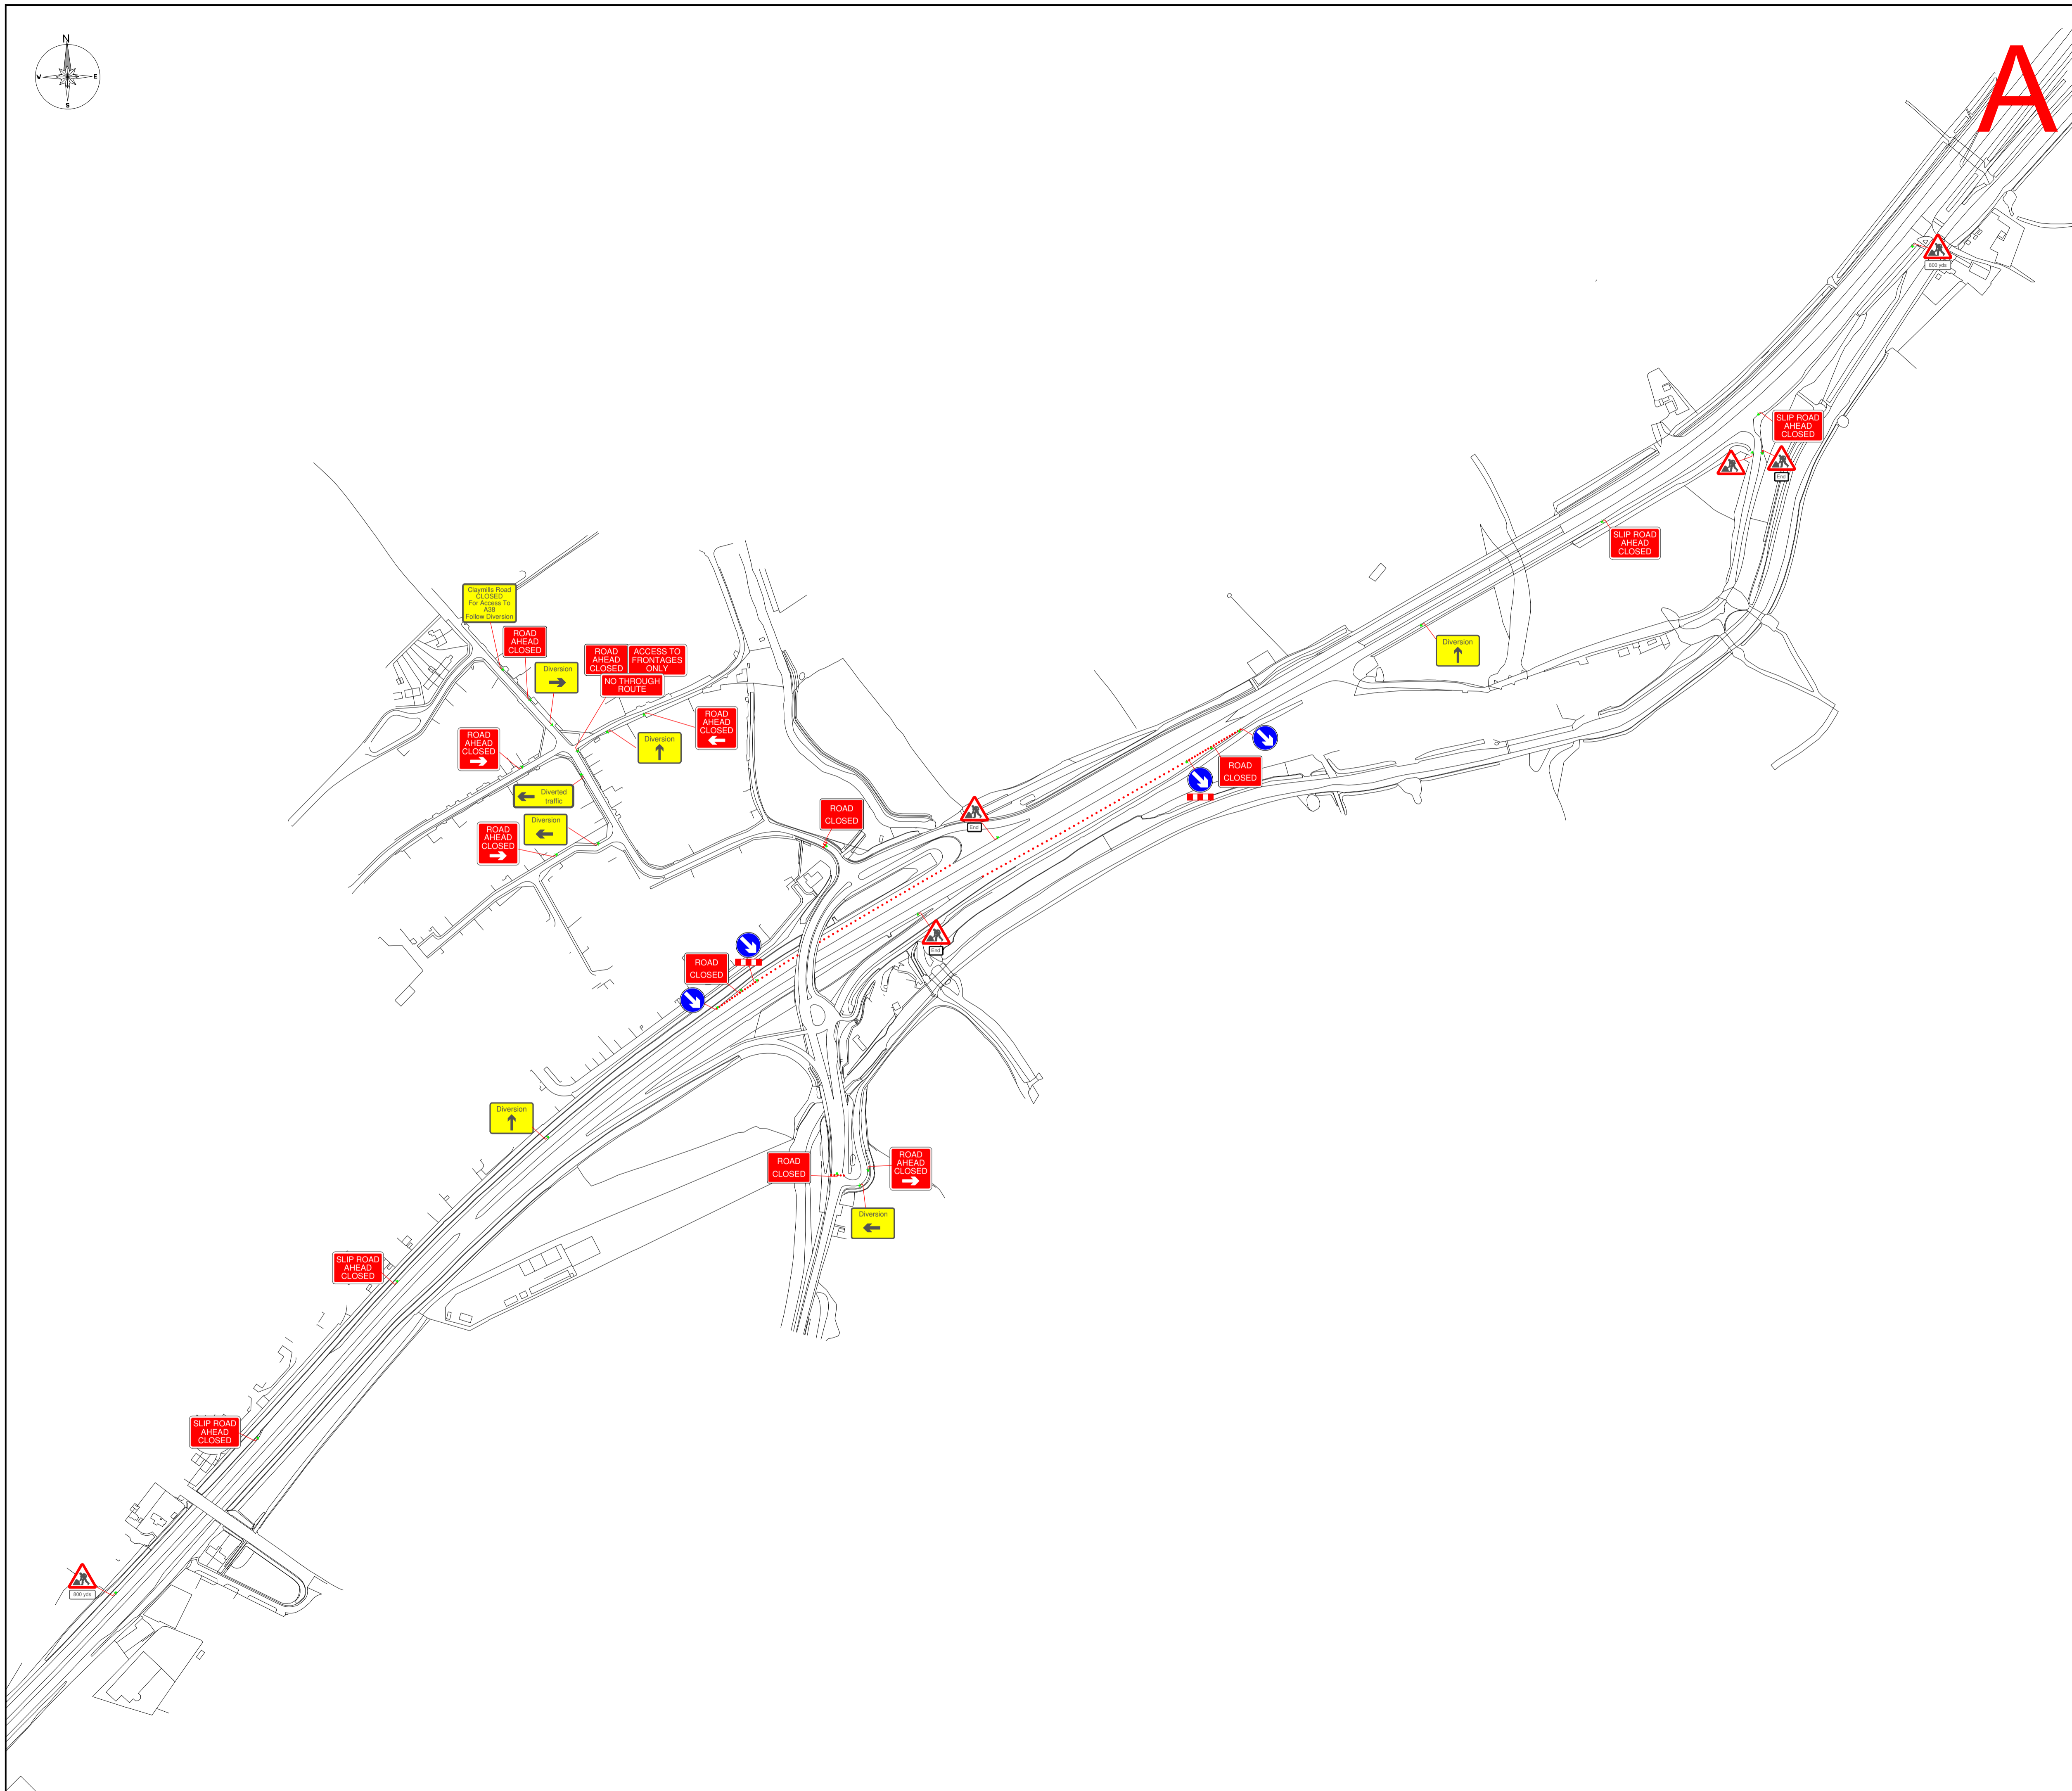 N
W
E
S
A
800 yds
SLIP ROAD
AHEAD
CLOSED
End
SLIP ROAD
AHEAD
CLOSED
Claymills Road
CLOSED
For Access To
A38
Follow Diversion
ROAD
AHEAD
CLOSED
Diversion
ROAD
AHEAD
CLOSED
ACCESS TO
FRONTAGES
ONLY
NO THROUGH
ROUTE
Diversion
ROAD
AHEAD
CLOSED
ROAD
AHEAD
CLOSED
Diversion
Diverted
traffic
ROAD
CLOSED
ROAD
CLOSED
End
Diversion
ROAD
AHEAD
CLOSED
End
ROAD
CLOSED
Diversion
ROAD
CLOSED
ROAD
AHEAD
CLOSED
Diversion
SLIP ROAD
AHEAD
CLOSED
SLIP ROAD
AHEAD
CLOSED
800 yds